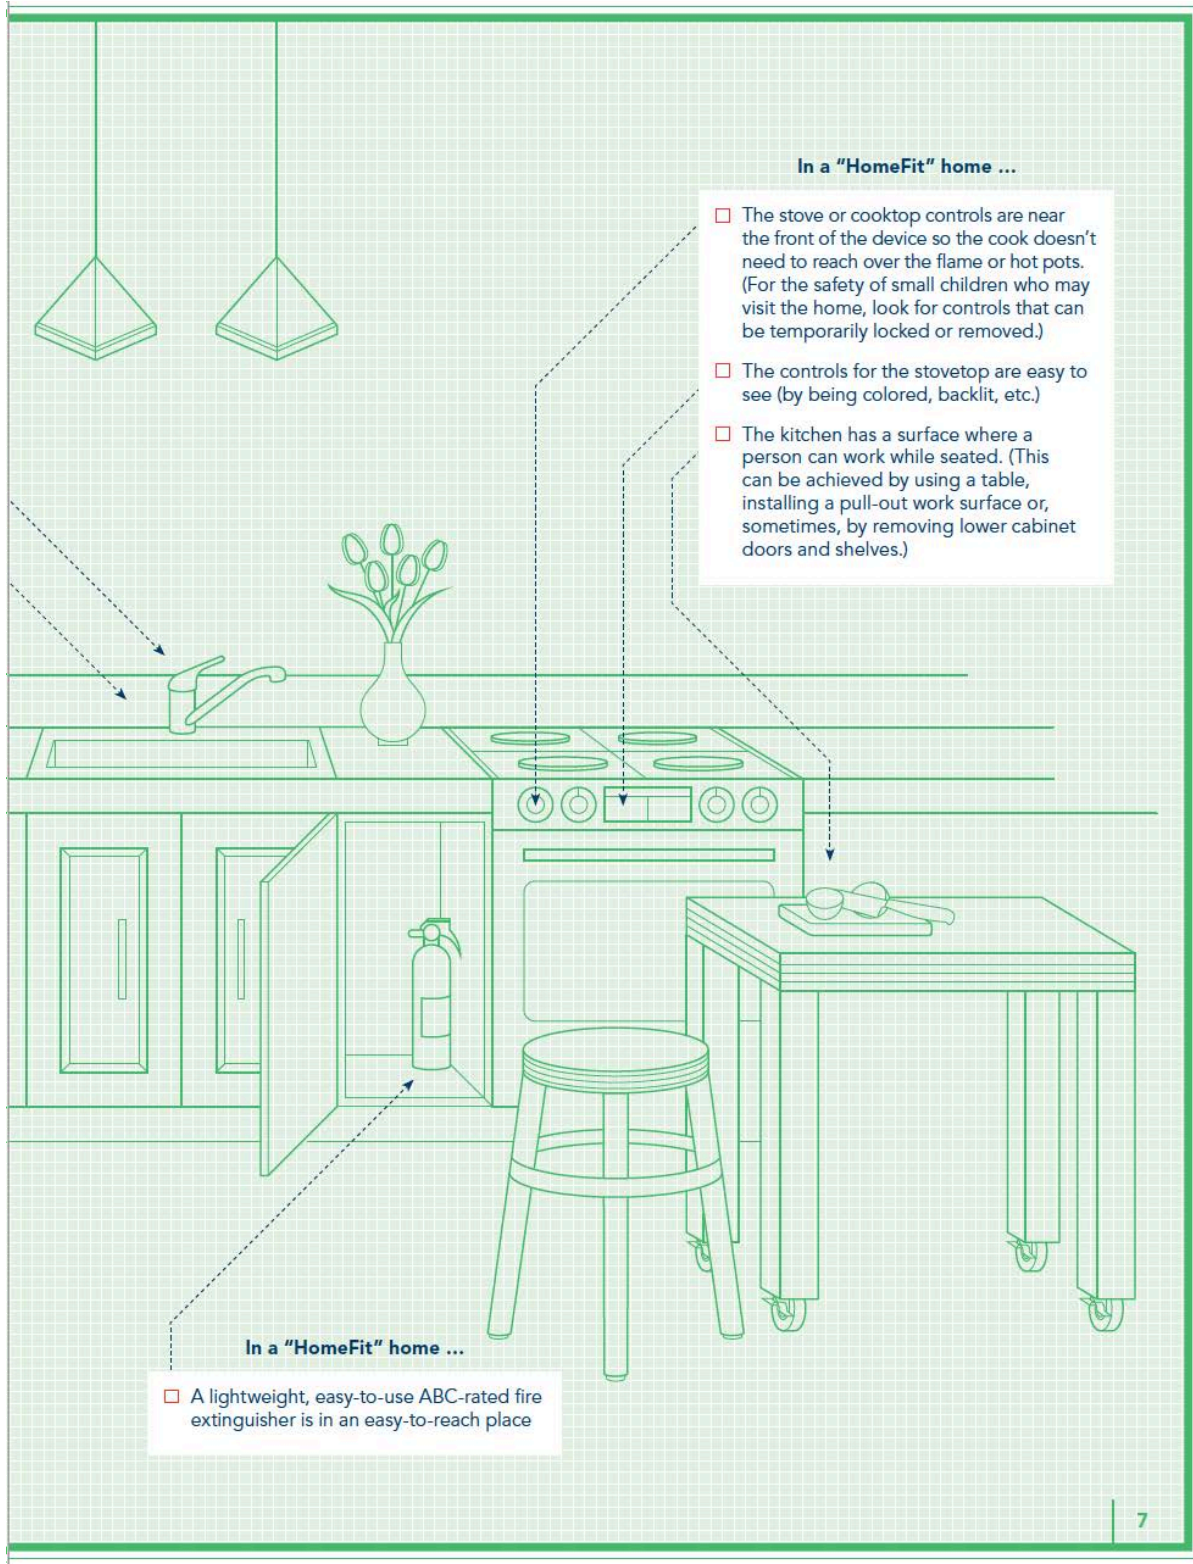 In a “HomeFit” home ...
The stove or cooktop controls are near
the front of the device so the cook doesn’t
need to reach over the flame or hot pots.
(For the safety of small children who may
visit the home, look for controls that can
be temporarily locked or removed.)
The controls for the stovetop are easy to
see (by being colored, backlit, etc.)
The kitchen has a surface where a
person can work while seated. (This
can be achieved by using a table,
installing a pull-out work surface or,
sometimes, by removing lower cabinet
doors and shelves.)
In a “HomeFit” home ...
A lightweight, easy-to-use ABC-rated fire
extinguisher is in an easy-to-reach place
7